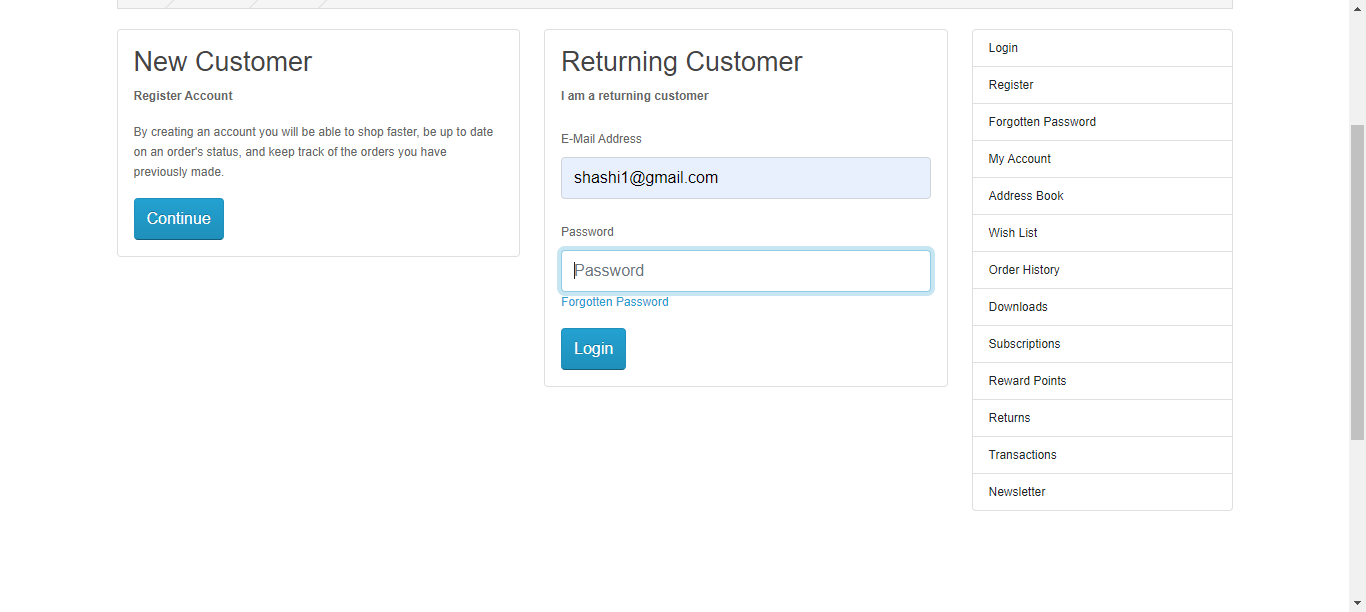 New Customer
Register Account
By creating an account you will be able to shop faster, be up to date
on an order's status, and keep track of the orders you have
previously made.
Continue
Returning Customer
I am a returning customer
E-Mail Address
shashi1@gmail.com
Password
Password
Forgotten Password
Login
Login
Register
Forgotten Password
My Account
Address Book
Wish List
Order History
Downloads
Subscriptions
Reward Points
Returns
Transactions
Newsletter